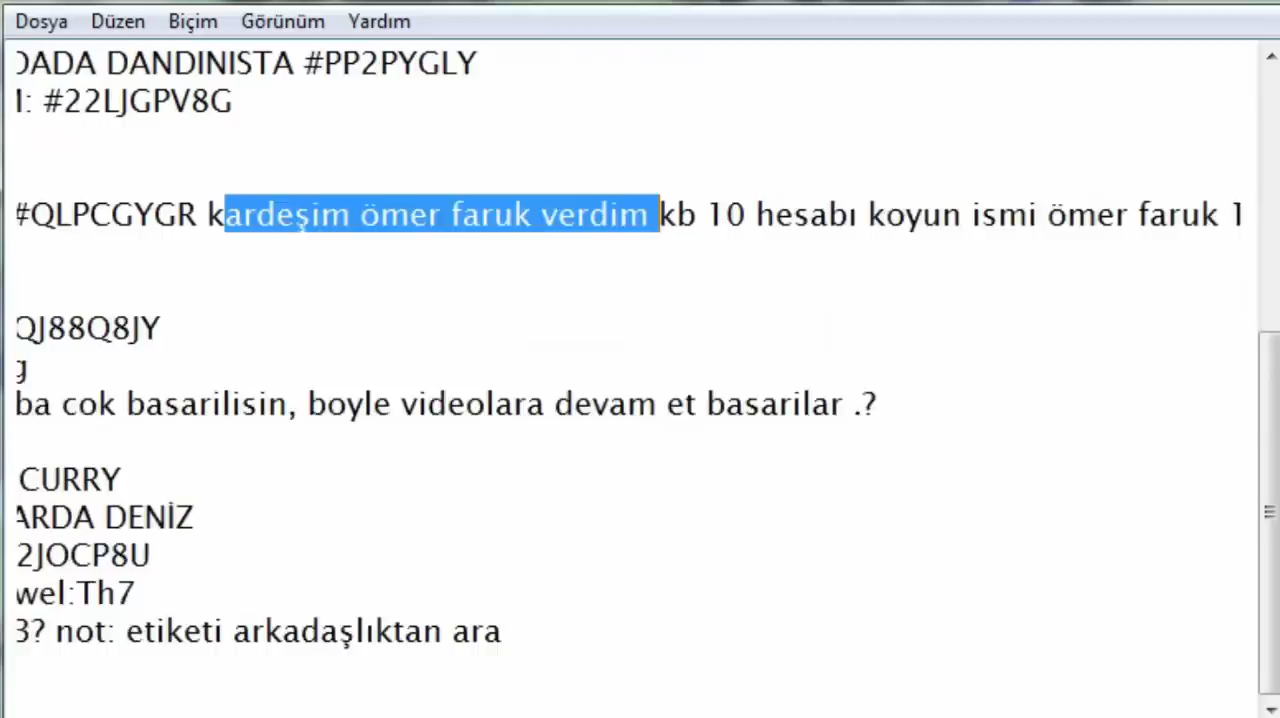 Dosya Düzen Biçim Görünüm Yardım
DADA DANDINISTA #PP2PYGLY
I: #22LJGPV8G
#QLPCGYGR kardeşim ömer faruk verdim kb 10 hesabı koyun ismi ömer faruk 1
QJ88Q8JY
g
ba cok basarilisin, boyle videolara devam et basarilar .?
CURRY
ARDA DENİZ
2JOCP8U
wel:Th7
3? not: etiketi arkadaşlıktan ara